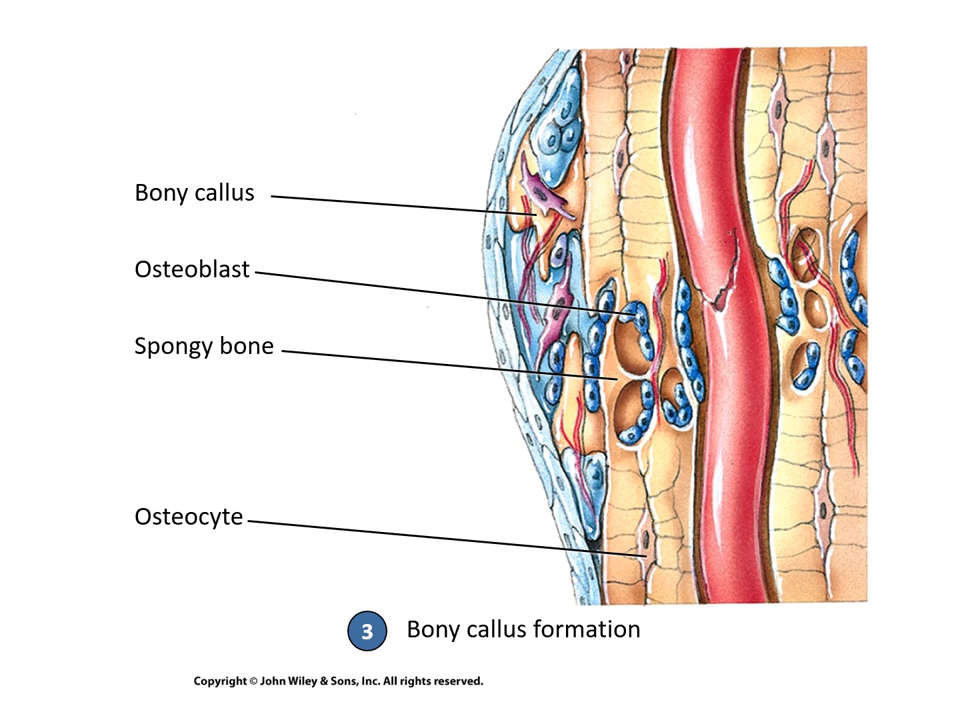 Bony callus
Osteoblast
Spongy bone
Osteocyte
3 Bony callus formation
Copyright © John Wiley & Sons, Inc. All rights reserved.